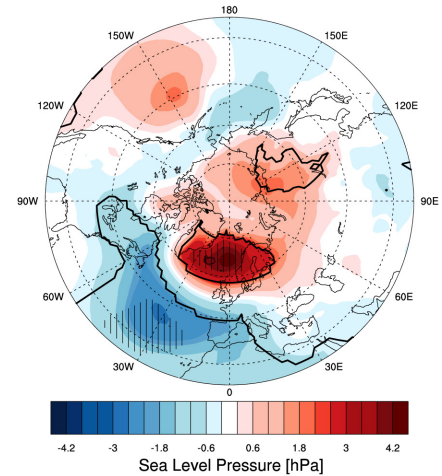 180
150W 150E
120W 120E
90W 90E
60W 60E
30W 30E
0
-4.2 -3 -1.8 -0.6 0.6 1.8 3 4.2
Sea Level Pressure [hPa]